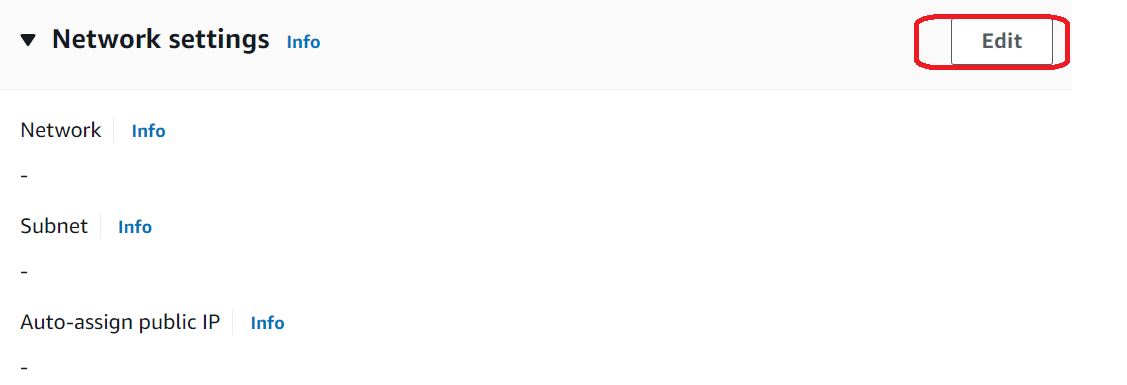 Network settings Info Edit
Network Info
-
Subnet Info
-
Auto-assign public IP Info
-